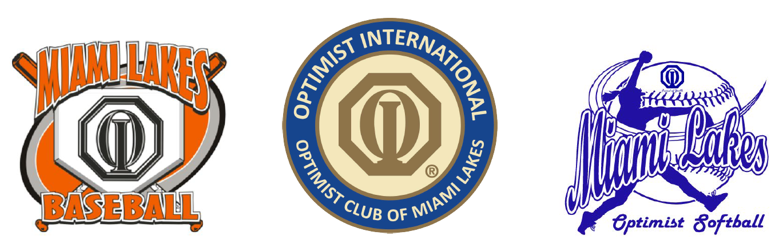 MIAMI LAKES
BASEBALL
OPTIMIST INTERNATIONAL
OPTIMIST CLUB OF MIAMI LAKES
®
Miami Lakes
Optimist Softball